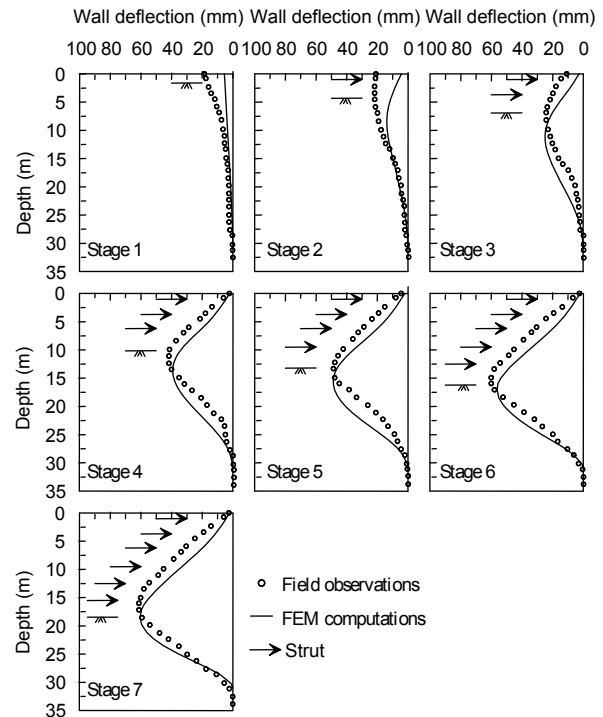 Wall deflection (mm) Wall deflection (mm) Wall deflection (mm)
100 80 60 40 20 0 100 80 60 40 20 0 100 80 60 40 20 0
0
5
10
15
20
25
30
35
Depth (m)
Stage 1
Stage 2
Stage 3
0
5
10
15
20
25
30
35
Depth (m)
Stage 4
Stage 5
Stage 6
0
5
10
15
20
25
30
35
Depth (m)
Stage 7
Field observations
FEM computations
Strut